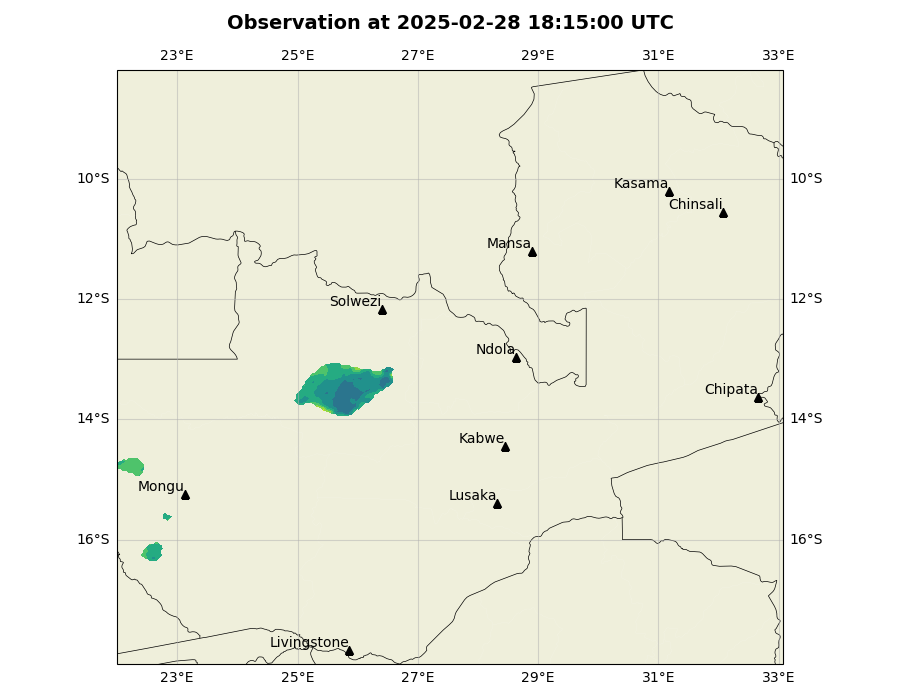 Observation at 2025-02-28 18:15:00 UTC
23°E 25°E 27°E 29°E 31°E 33°E
10°S 10°S
Kasama
Chinsali
Mansa
12°S 12°S
Solwezi
Ndola
Chipata
14°S 14°S
Kabwe
Mongu
Lusaka
16°S 16°S
Livingstone
23°E 25°E 27°E 29°E 31°E 33°E